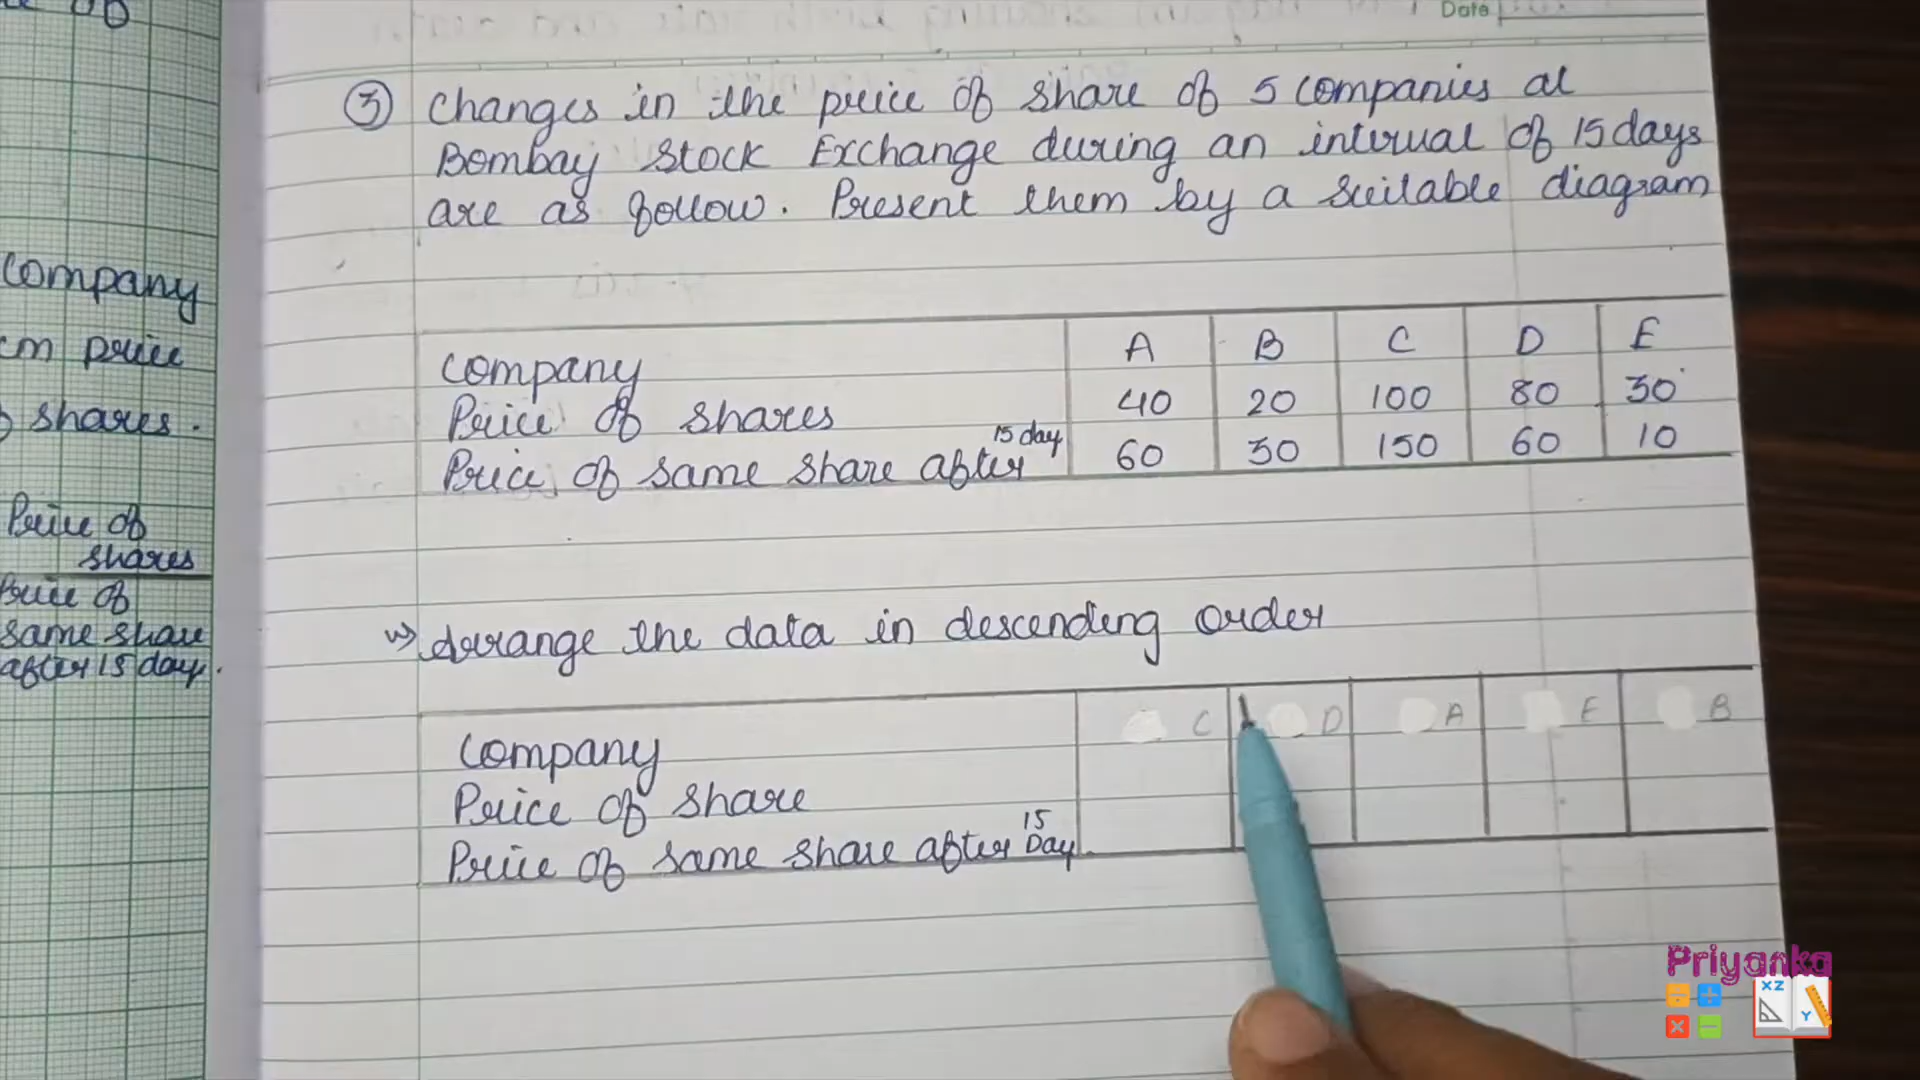 Date
③ Changes in the price of share of 5 companies at
Bombay Stock Exchange during an interval of 15 days
are as follow. Present them by a suitable diagram
Company A B C D E
Price of shares 40 20 100 80 30
Price of same share after 15 day 60 30 150 60 10
Arrange the data in descending order
Company C D A E B
Price of share
Price of same share after 15 Day.
Company
cm price
shares.
Price of
shares
Price of
same share
after 15 day.
Priyanka
XZ
Y